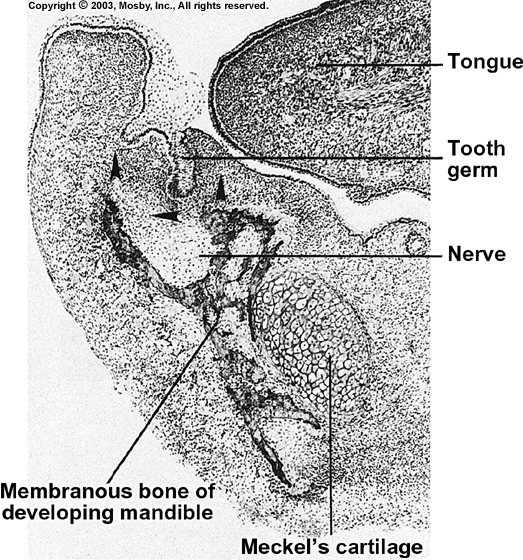 Copyright © 2003, Mosby, Inc., All rights reserved.
Tongue
Tooth
germ
Nerve
Membranous bone of
developing mandible
Meckel's cartilage